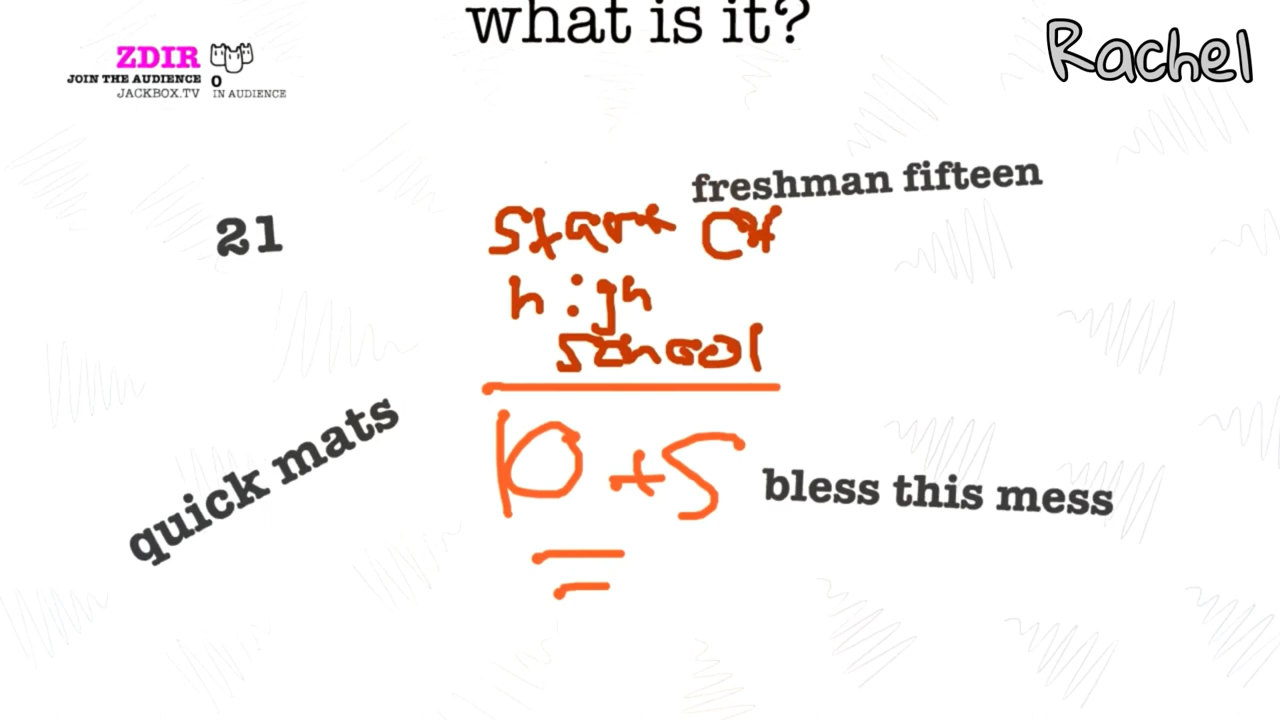 what is it?
Rachel
ZDIR
JOIN THE AUDIENCE 0
JACKBOX.TV IN AUDIENCE
freshman fifteen
21
start of
high
school
10 + 5
=
quick mats
bless this mess